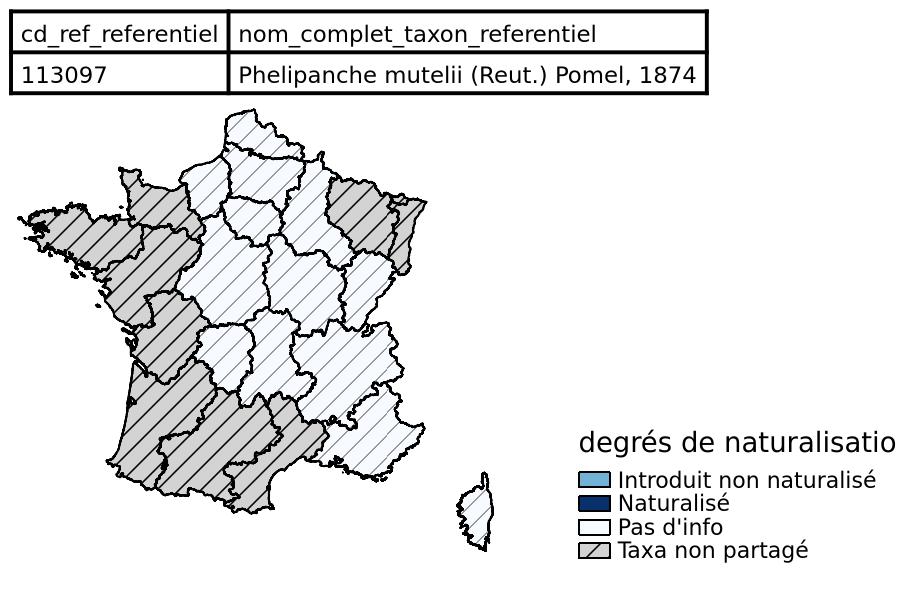 cd_ref_referentiel nom_complet_taxon_referentiel
113097 Phelipanche mutelii (Reut.) Pomel, 1874
degrés de naturalisatio
Introduit non naturalisé
Naturalisé
Pas d'info
Taxa non partagé